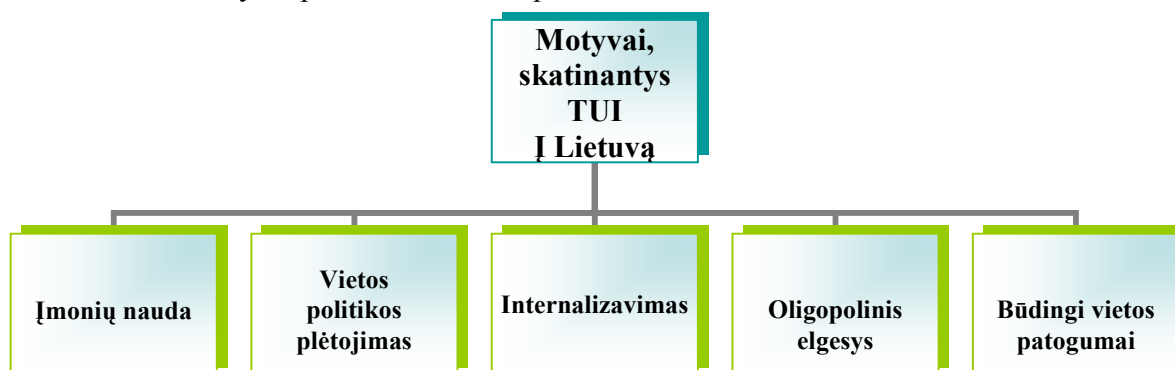 Motyvai,
skatinantys
TUI
Į Lietuvą
Įmonių nauda
Vietos
politikos
plėtojimas
Internalizavimas
Oligopolinis
elgesys
Būdingi vietos
patogumai